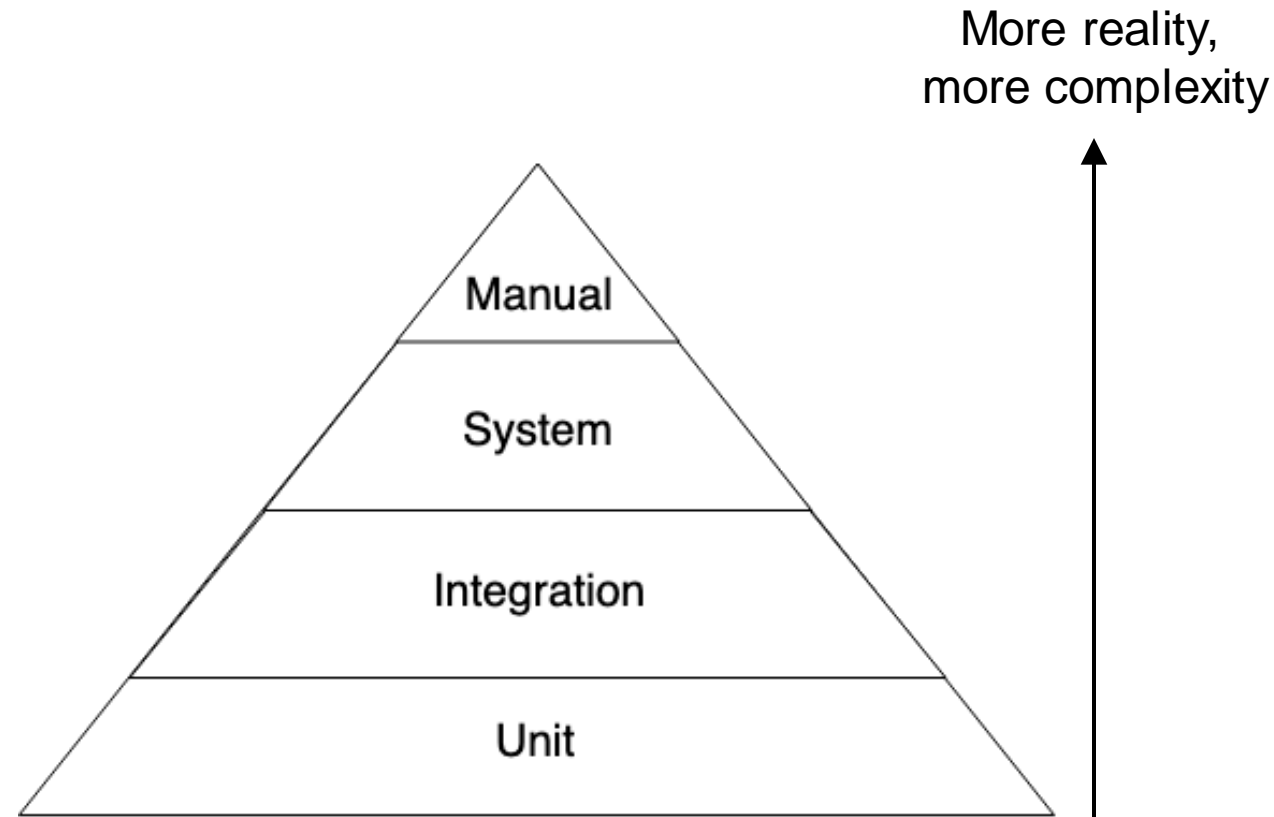 More reality,
more complexity
Manual
System
Integration
Unit